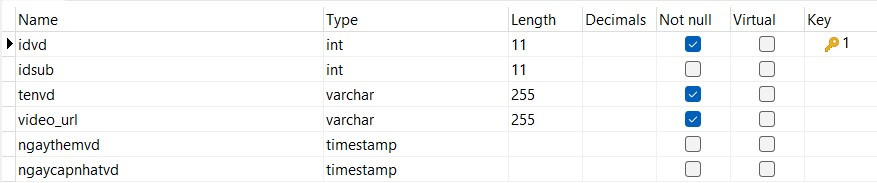 Name Type Length Decimals Not null Virtual Key
idvd int 11 1
idsub int 11
tenvd varchar 255
video_url varchar 255
ngaythemvd timestamp
ngaycapnhatvd timestamp